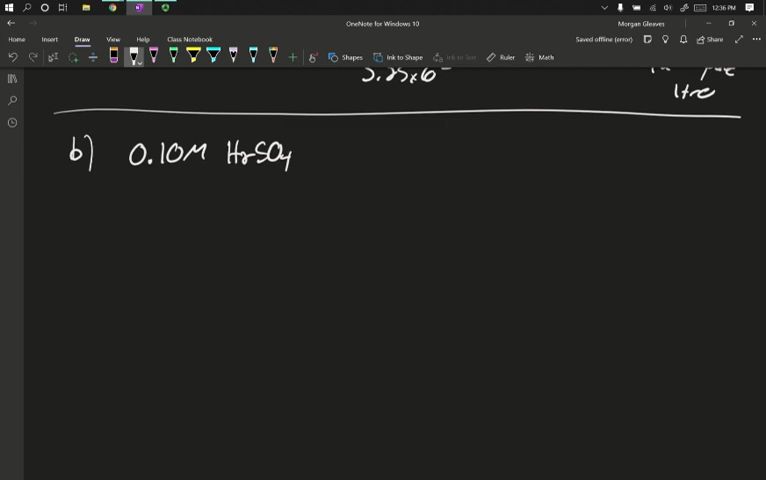 12:36 PM
OneNote for Windows 10
Morgan Gleaves
Home Insert Draw View Help Class Notebook
Saved offline (error) Share
Shapes Ink to Shape Ink to Text Ruler Math
litre
b) 0.10M H2SO4